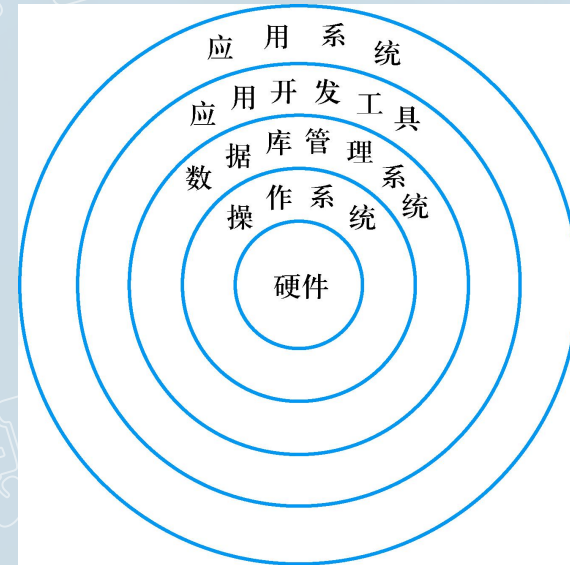 应用系统
应用开发工具
数据库管理系统
操作系统
硬件